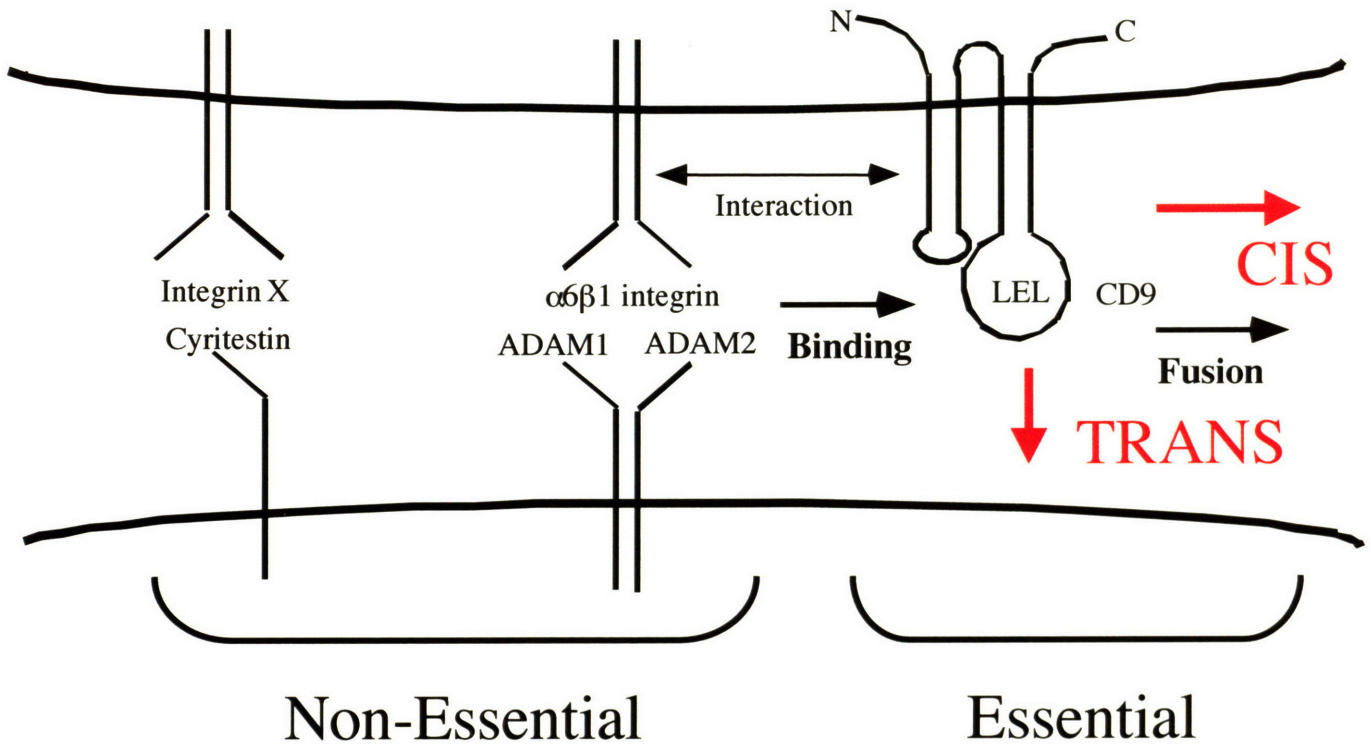 N
C
Interaction
CIS
Integrin X
α6β1 integrin
LEL
CD9
Cyritestin
ADAM1
ADAM2
Binding
Fusion
TRANS
Non-Essential
Essential